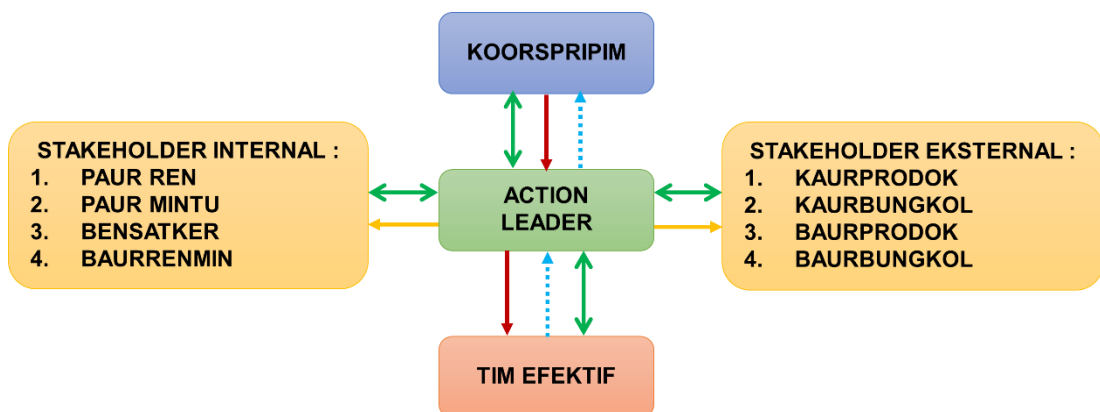 KOORSPRIPIM
STAKEHOLDER INTERNAL :
1. PAUR REN
2. PAUR MINTU
3. BENSATKER
4. BAURRENMIN
ACTION
LEADER
STAKEHOLDER EKSTERNAL :
1. KAURPRODOK
2. KAURBUNGKOL
3. BAURPRODOK
4. BAURBUNGKOL
TIM EFEKTIF